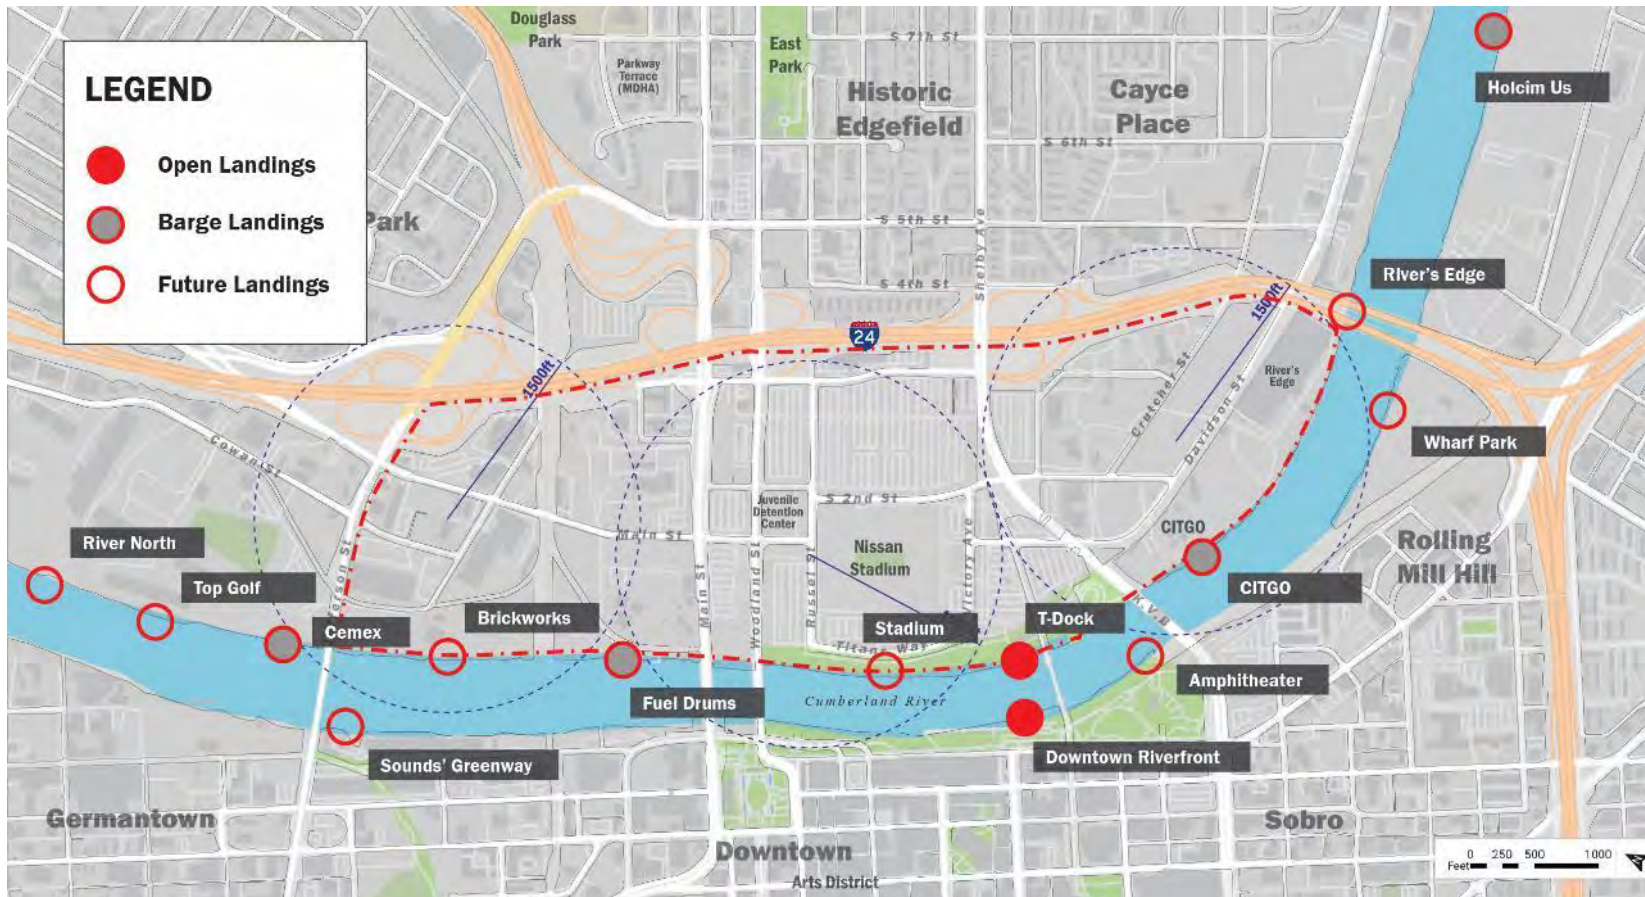 Douglass
Park
S 7th St
East
Park
Parkway
Terrace
(MDHA)
LEGEND
Open Landings
Barge Landings
Future Landings
Park
Historic
Edgefield
Cayce
Place
Holcim Us
S 6th St
S 5th St
Shelby Ave
S 4th St
River's Edge
1500ft
24
1500ft
River's
Edge
Crutcher St
Davidson St
Wharf Park
Cowan St
Juvenile
Detention
Center
S 2nd St
Main St
CITGO
River North
Nissan
Stadium
Victory Ave
Rolling
Mill Hill
Top Golf
CITGO
ferson St
Main St
Woodland St
Russell St
K.V.B
Cemex
Brickworks
Stadium
T-Dock
Titans Way
Fuel Drums
Cumberland River
Amphitheater
Sounds' Greenway
Downtown Riverfront
Germantown
Sobro
Downtown
Arts District
0 250 500 1000
Feet